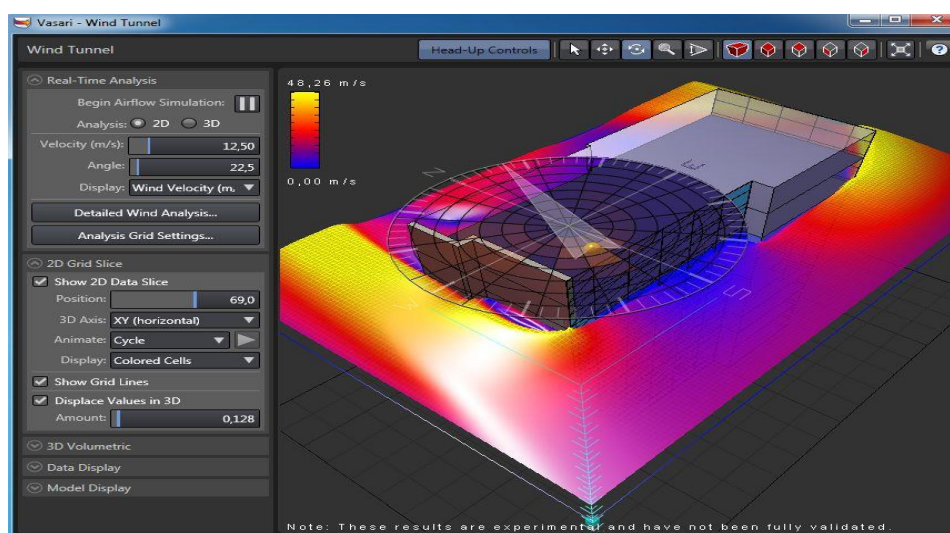 Vasari - Wind Tunnel
Wind Tunnel
Head-Up Controls
Real-Time Analysis
Begin Airflow Simulation:
Analysis: 2D 3D
Velocity (m/s): 12,50
Angle: 22,5
Display: Wind Velocity (m,
Detailed Wind Analysis...
Analysis Grid Settings...
2D Grid Slice
Show 2D Data Slice
Position: 69,0
3D Axis: XY (horizontal)
Animate: Cycle
Display: Colored Cells
Show Grid Lines
Displace Values in 3D
Amount: 0,128
3D Volumetric
Data Display
Model Display
48,26 m/s
0,00 m/s
N
E
S
Note: These results are experimental and have not been fully validated.